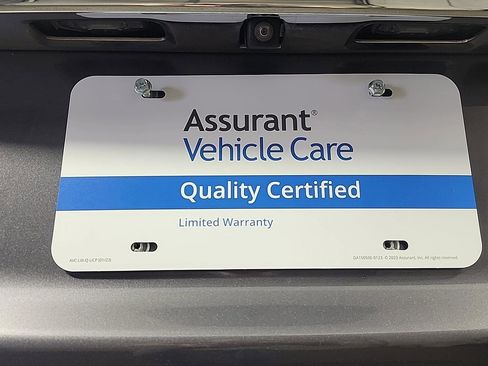 Assurant®
Vehicle Care
Quality Certified
Limited Warranty